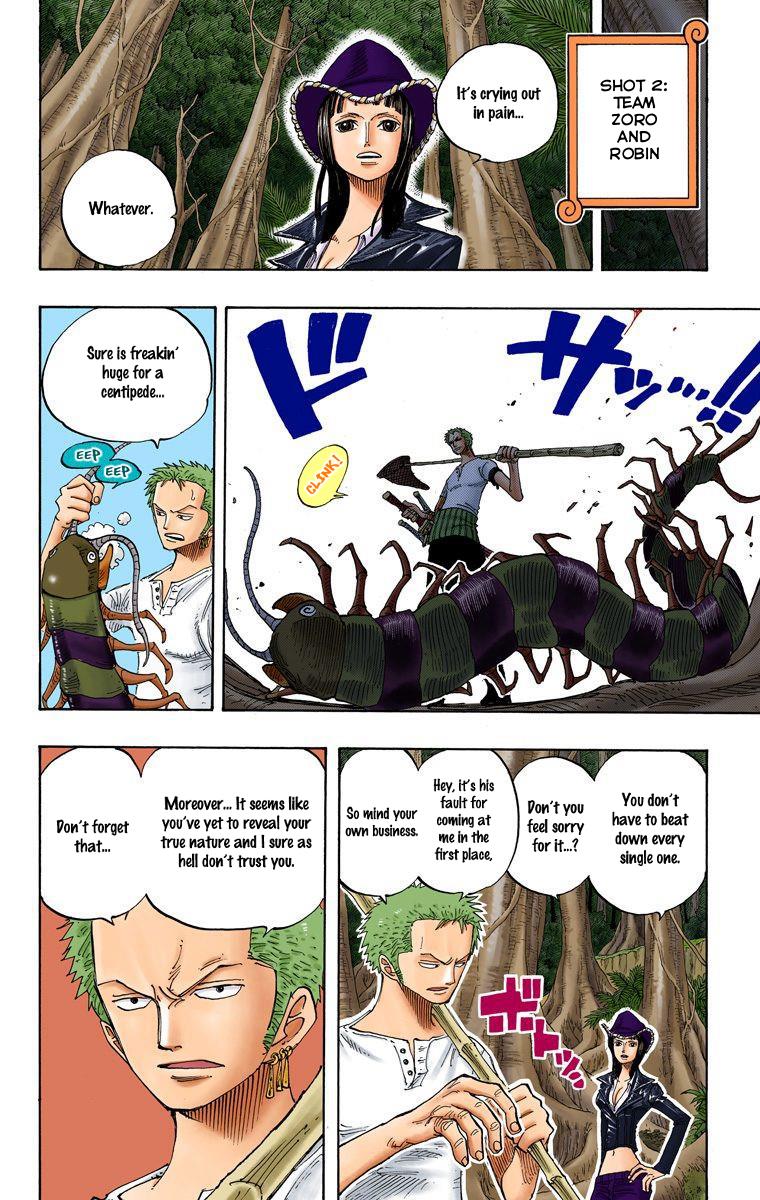 SHOT 2:
TEAM
ZORO
AND
ROBIN
It's crying out
in pain...
Whatever.
ドサッ...!!
CLINK!
Sure is freakin'
huge for a
centipede...
EEP
EEP
You don't
have to beat
down every
single one.
Don't you
feel sorry
for it...?
Hey, it's his
fault for
coming at
me in the
first place,
So mind your
own business.
Moreover... It seems like
you've yet to reveal your
true nature and I sure as
hell don't trust you.
Don't forget
that...